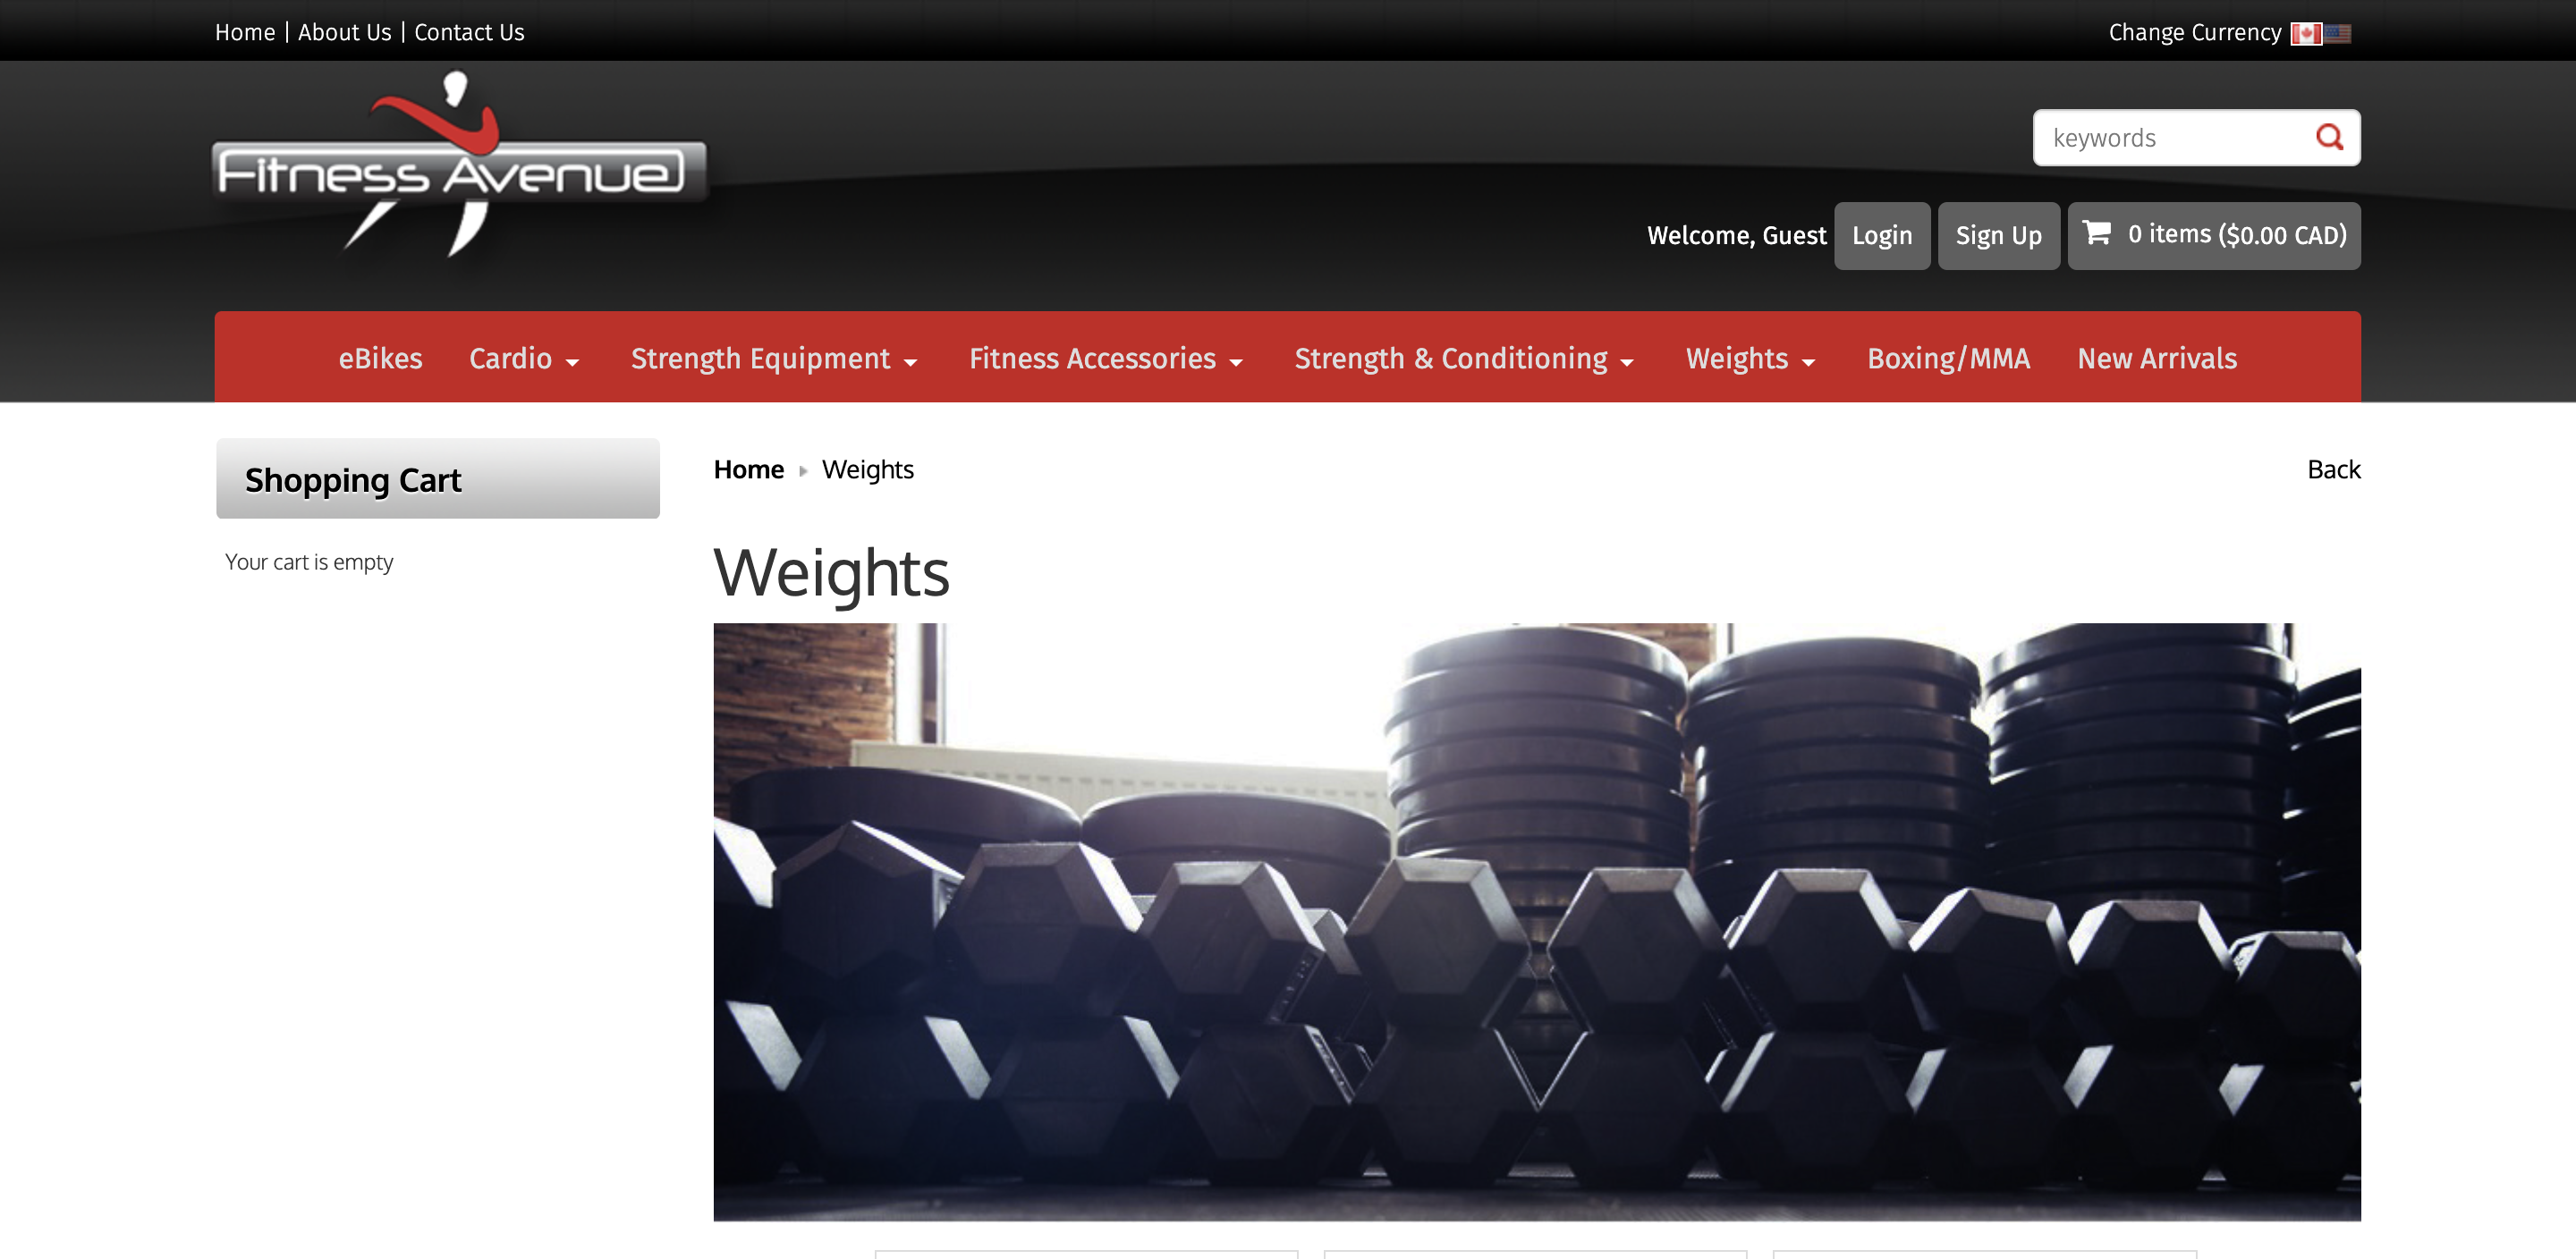 Home | About Us | Contact Us
Change Currency
Fitness Avenue
keywords
Welcome, Guest Login Sign Up 0 items ($0.00 CAD)
eBikes Cardio Strength Equipment Fitness Accessories Strength & Conditioning Weights Boxing/MMA New Arrivals
Shopping Cart
Your cart is empty
Home Weights
Back
Weights